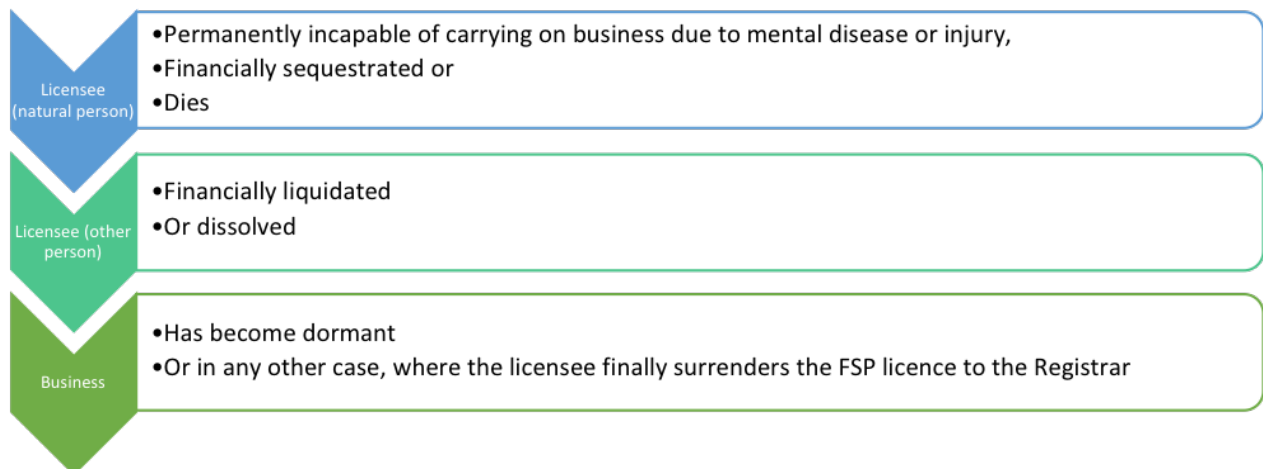 Licensee
(natural person)
•Permanently incapable of carrying on business due to mental disease or injury,
•Financially sequestrated or
•Dies
Licensee (other
person)
•Financially liquidated
•Or dissolved
Business
•Has become dormant
•Or in any other case, where the licensee finally surrenders the FSP licence to the Registrar